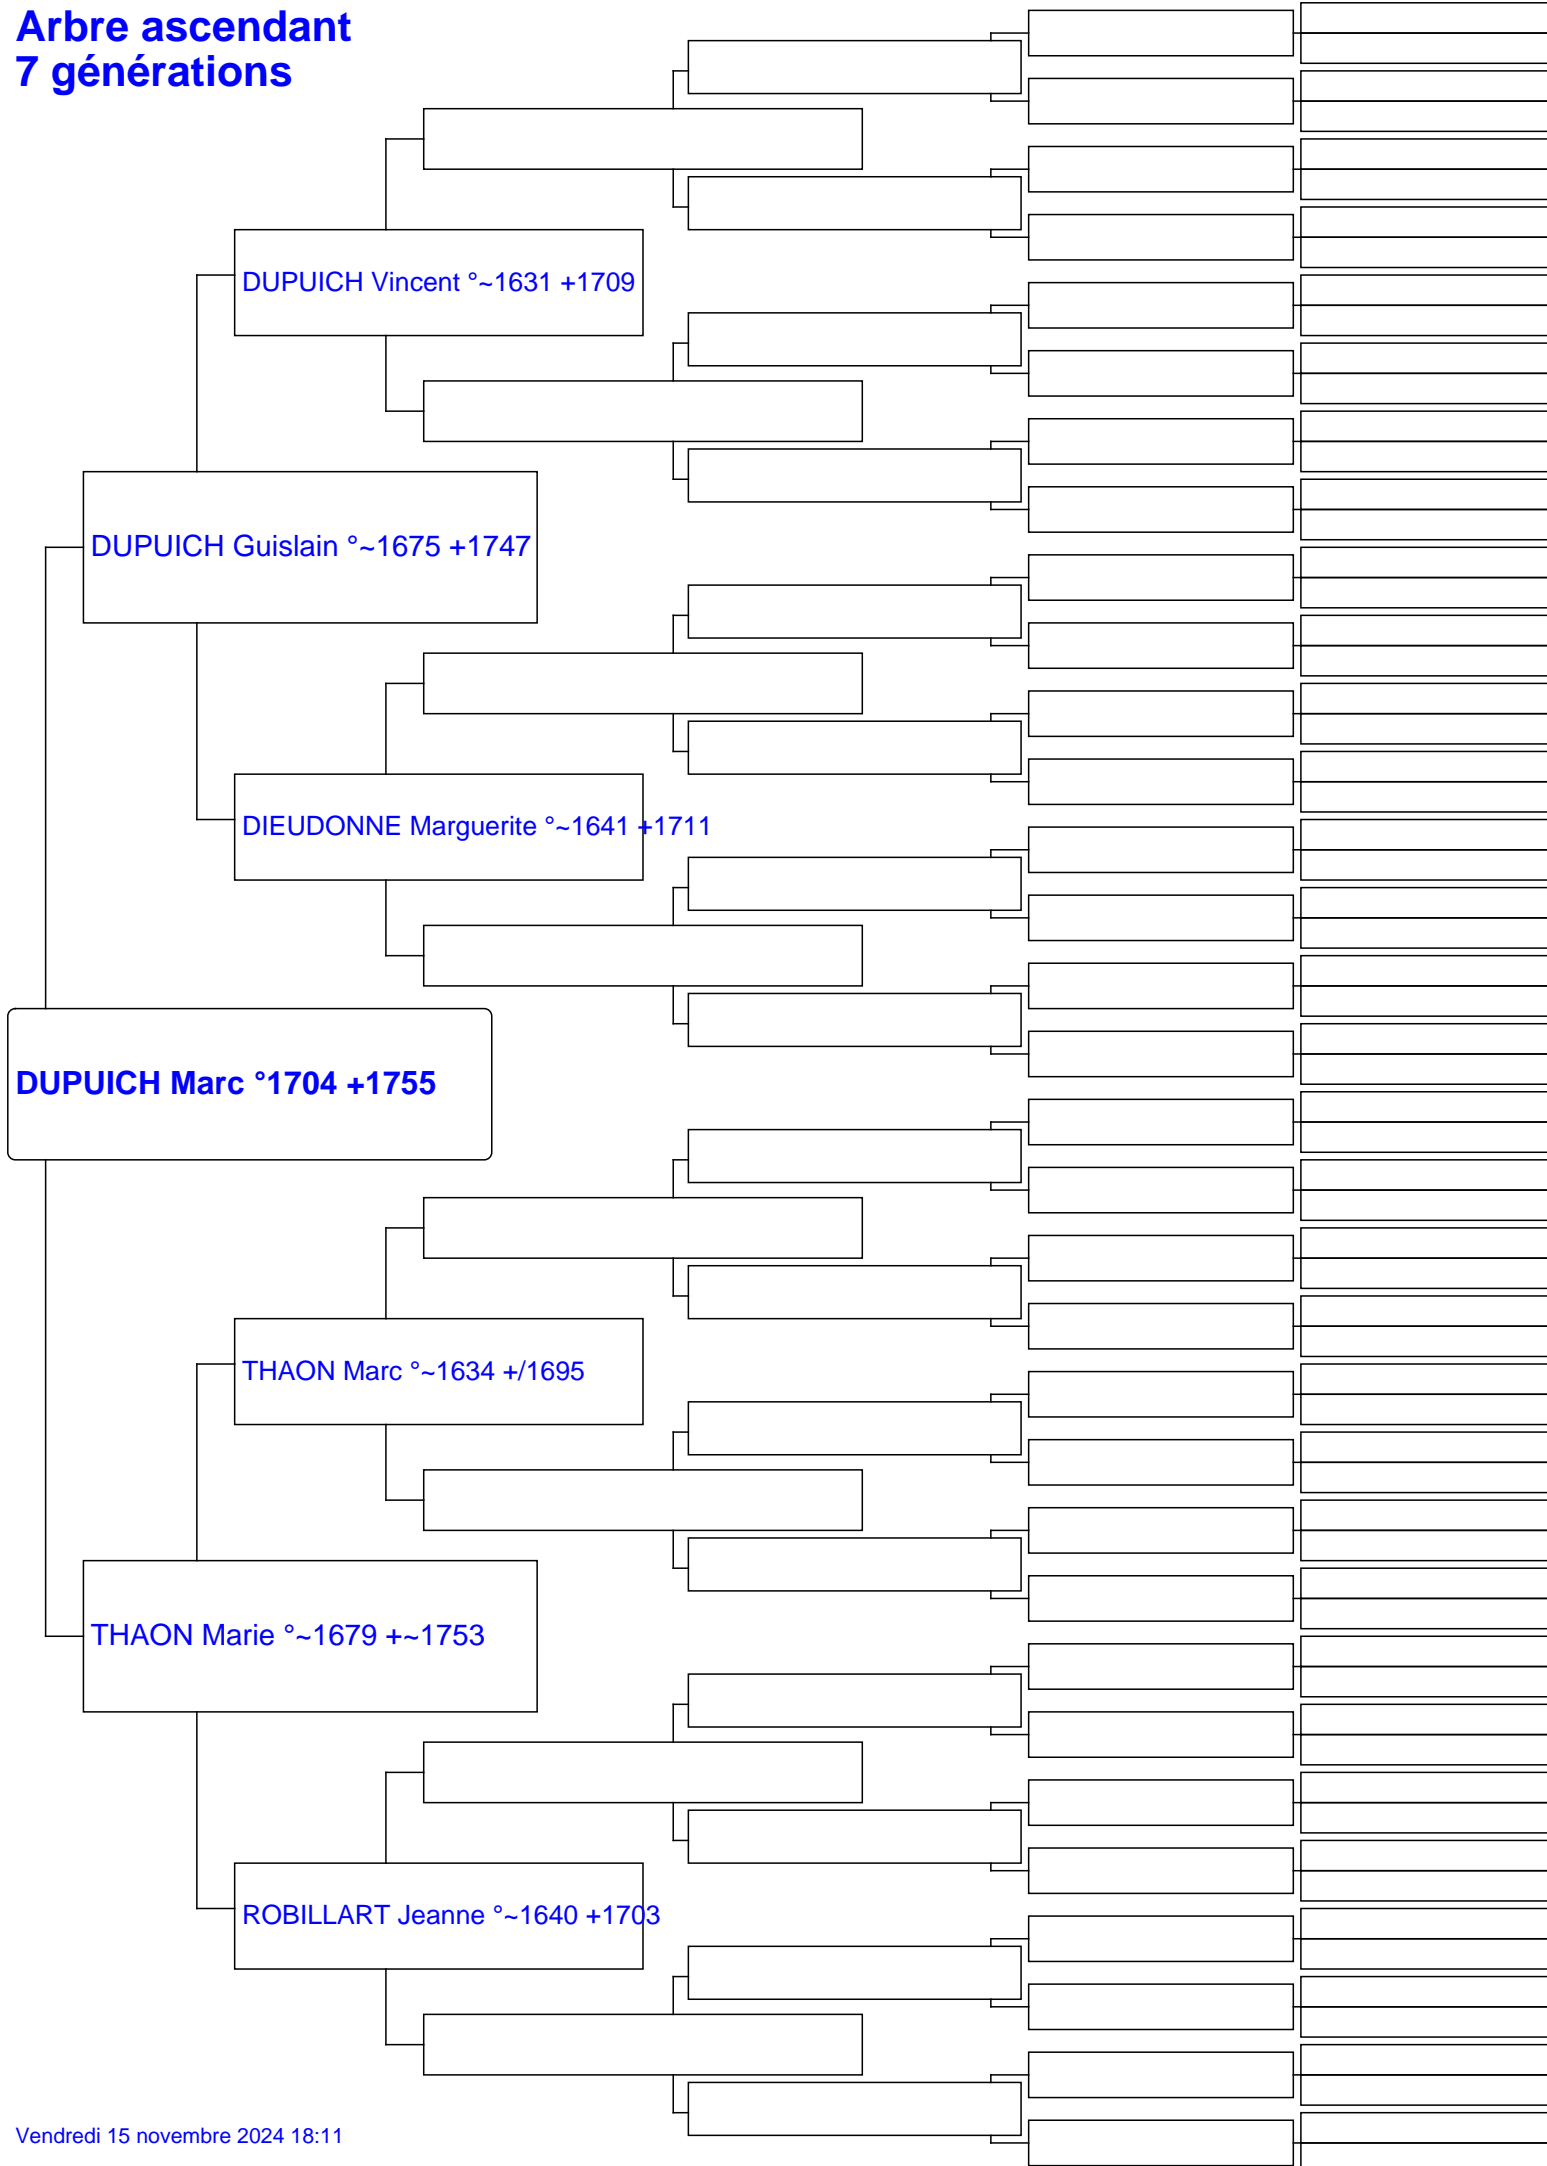 Arbre ascendant
7 générations
DUPUICH Vincent °~1631 +1709
DUPUICH Guislain °~1675 +1747
DIEUDONNE Marguerite °~1641 +1711
DUPUICH Marc °1704 +1755
THAON Marc °~1634 +/1695
THAON Marie °~1679 +~1753
ROBILLART Jeanne °~1640 +1703
Vendredi 15 novembre 2024 18:11